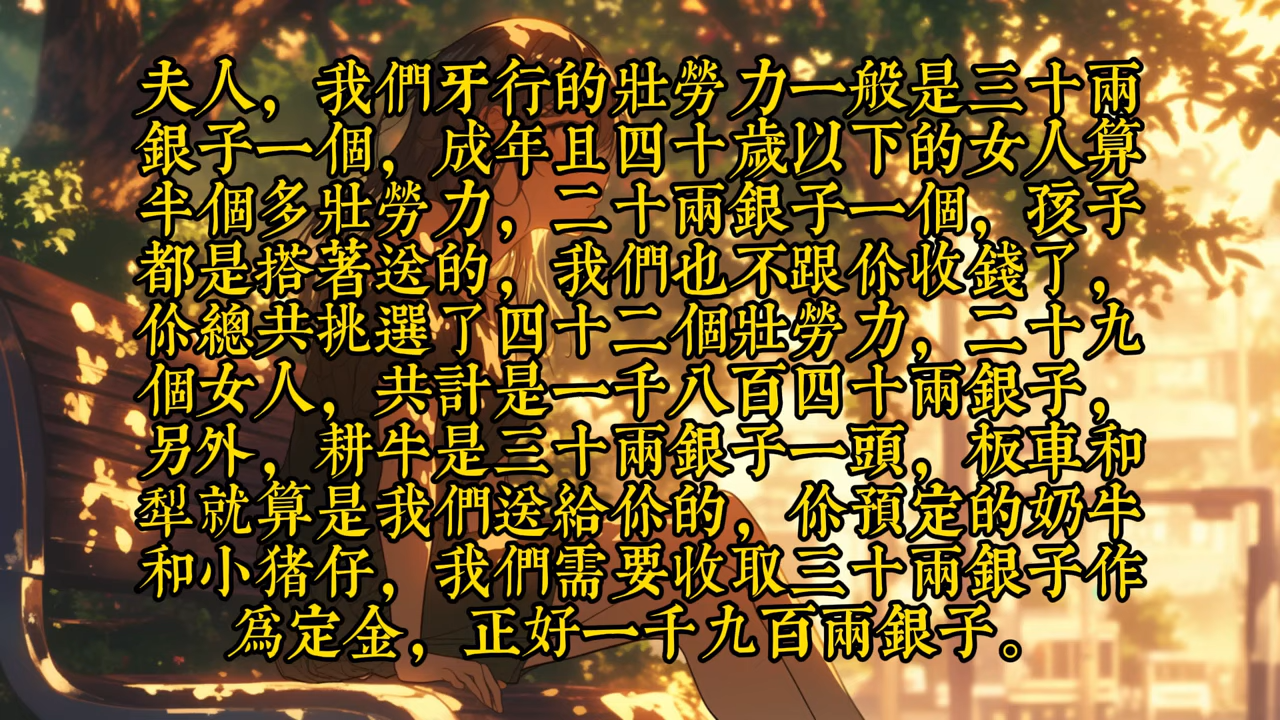 夫人，我們牙行的壯勞力一般是三十兩
銀子一個，成年且四十歲以下的女人算
半個多壯勞力，二十兩銀子一個，孩子
都是搭著送的，我們也不跟你收錢了，
你總共挑選了四十二個壯勞力，二十九
個女人，共計是一千八百四十兩銀子，
另外，耕牛是三十兩銀子一頭，板車和
犁就算是我們送給你的，你預定的奶牛
和小猪仔，我們需要收取三十兩銀子作
爲定金，正好一千九百兩銀子。